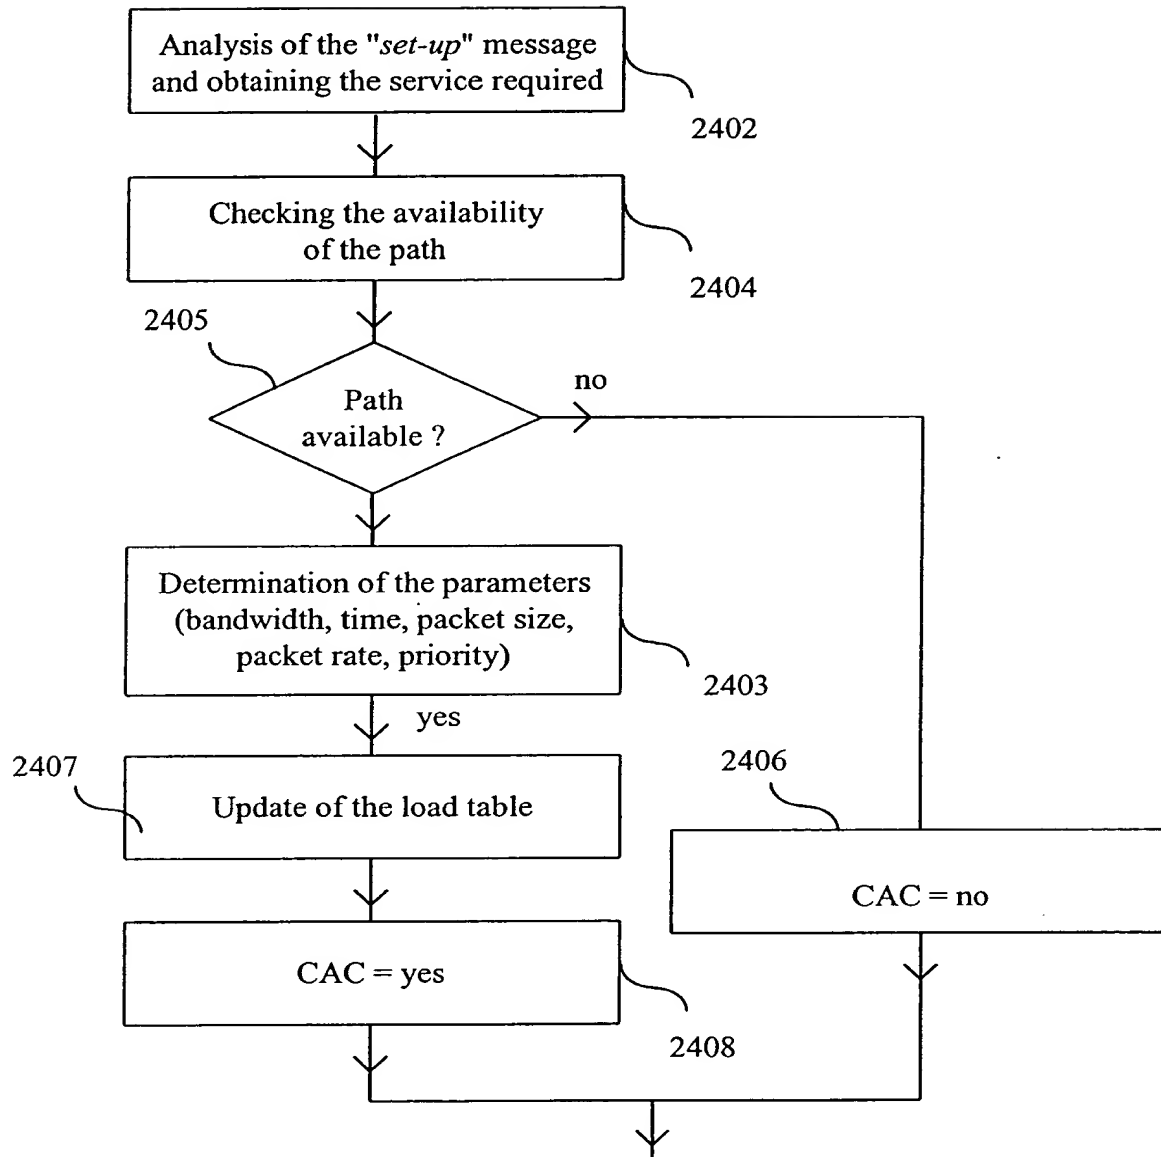 Analysis of the "set-up" message
and obtaining the service required
2402
Checking the availability
of the path
2404
2405
Path
available ?
no
Determination of the parameters
(bandwidth, time, packet size,
packet rate, priority)
2403
yes
2407
Update of the load table
2406
CAC = no
CAC = yes
2408